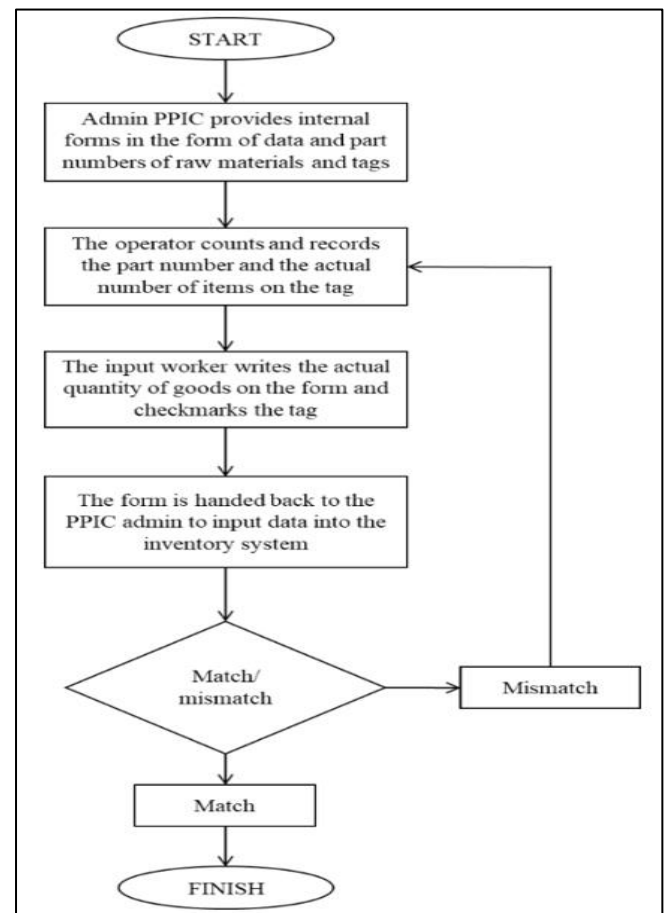 START
Admin PPIC provides internal
forms in the form of data and part
numbers of raw materials and tags
The operator counts and records
the part number and the actual
number of items on the tag
The input worker writes the actual
quantity of goods on the form and
checkmarks the tag
The form is handed back to the
PPIC admin to input data into the
inventory system
Match/
mismatch
Mismatch
Match
FINISH